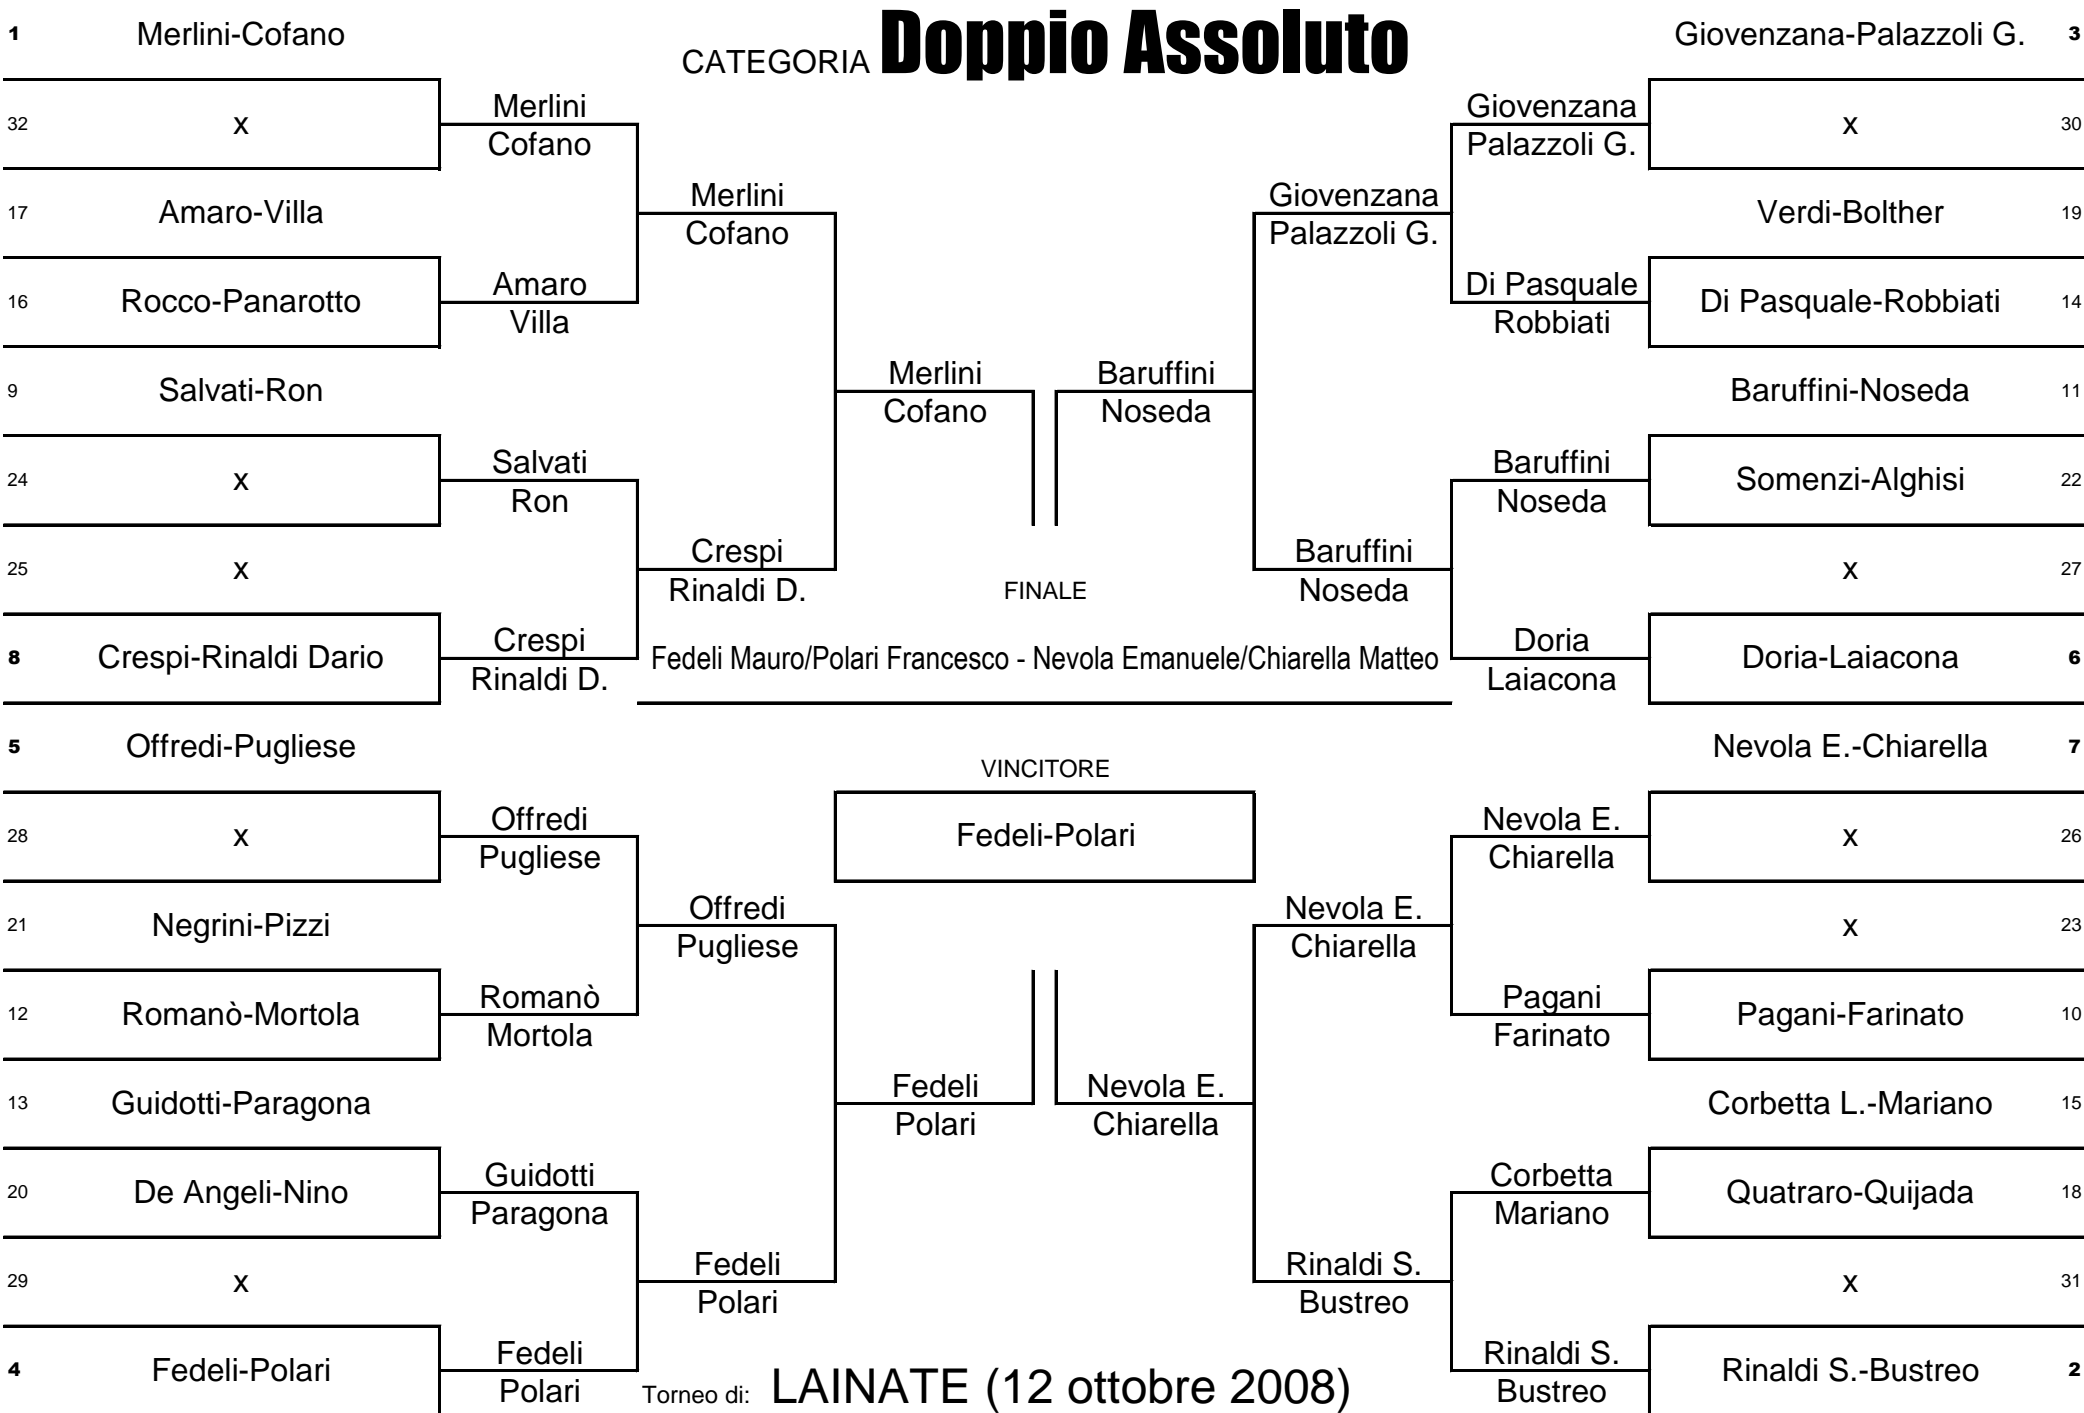 CATEGORIA Doppio Assoluto
1 Merlini-Cofano
32 x
17 Amaro-Villa
16 Rocco-Panarotto
9 Salvati-Ron
24 x
25 x
8 Crespi-Rinaldi Dario
5 Offredi-Pugliese
28 x
21 Negrini-Pizzi
12 Romanò-Mortola
13 Guidotti-Paragona
20 De Angeli-Nino
29 x
4 Fedeli-Polari
Merlini
Cofano
Amaro
Villa
Salvati
Ron
Crespi
Rinaldi D.
Offredi
Pugliese
Romanò
Mortola
Guidotti
Paragona
Fedeli
Polari
Merlini
Cofano
Crespi
Rinaldi D.
Offredi
Pugliese
Fedeli
Polari
Merlini
Cofano
Fedeli
Polari
FINALE
Fedeli Mauro/Polari Francesco - Nevola Emanuele/Chiarella Matteo
VINCITORE
Fedeli-Polari
Baruffini
Noseda
Nevola E.
Chiarella
Giovenzana
Palazzoli G.
Baruffini
Noseda
Nevola E.
Chiarella
Rinaldi S.
Bustreo
Giovenzana
Palazzoli G.
Di Pasquale
Robbiati
Baruffini
Noseda
Doria
Laiacona
Nevola E.
Chiarella
Pagani
Farinato
Corbetta
Mariano
Rinaldi S.
Bustreo
Giovenzana-Palazzoli G. 3
x 30
Verdi-Bolther 19
Di Pasquale-Robbiati 14
Baruffini-Noseda 11
Somenzi-Alghisi 22
x 27
Doria-Laiacona 6
Nevola E.-Chiarella 7
x 26
x 23
Pagani-Farinato 10
Corbetta L.-Mariano 15
Quatraro-Quijada 18
x 31
Rinaldi S.-Bustreo 2
Torneo di: LAINATE (12 ottobre 2008)